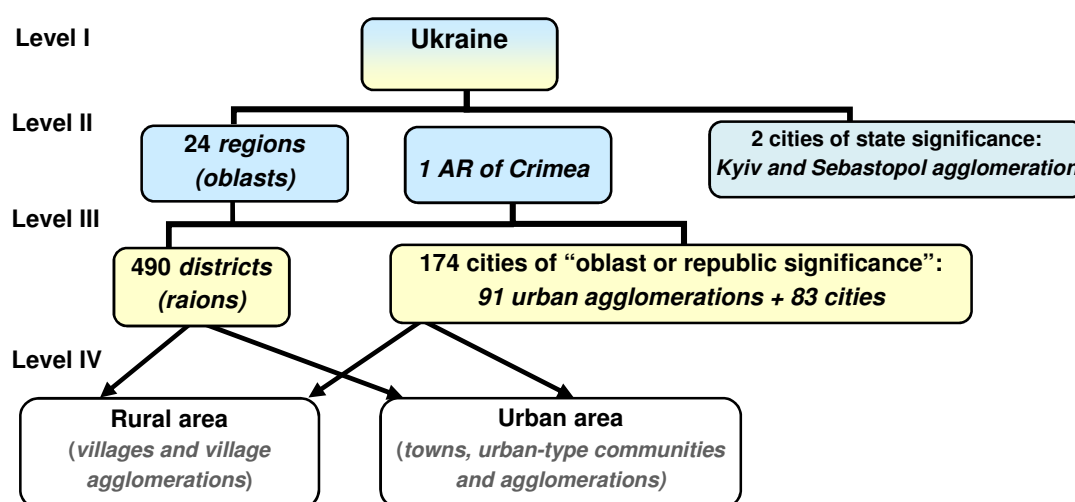 Level I
Ukraine
Level II
24 regions
(oblasts)
1 AR of Crimea
2 cities of state significance:
Kyiv and Sebastopol agglomeration
Level III
490 districts
(raions)
174 cities of “oblast or republic significance”:
91 urban agglomerations + 83 cities
Level IV
Rural area
(villages and village
agglomerations)
Urban area
(towns, urban-type communities
and agglomerations)